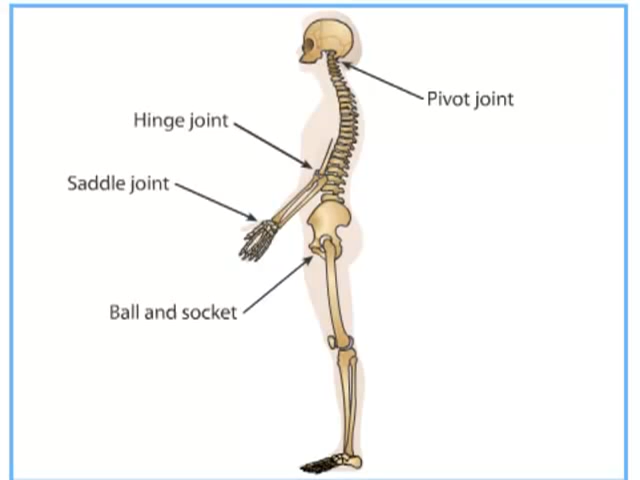 Pivot joint
Hinge joint
Saddle joint
Ball and socket